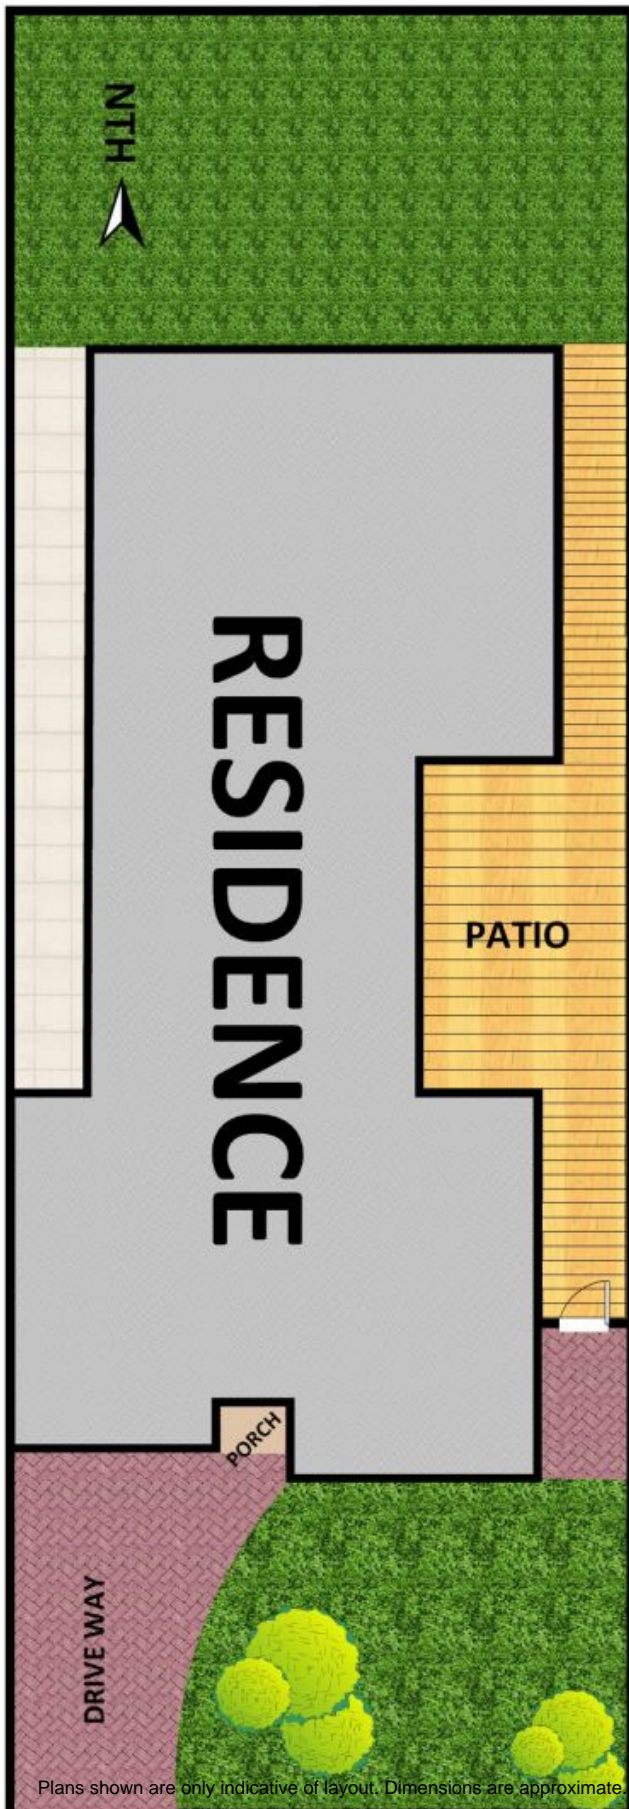 NTH
RESIDENCE
PATIO
PORCH
DRIVE WAY
Plans shown are only indicative of layout. Dimensions are approximate.